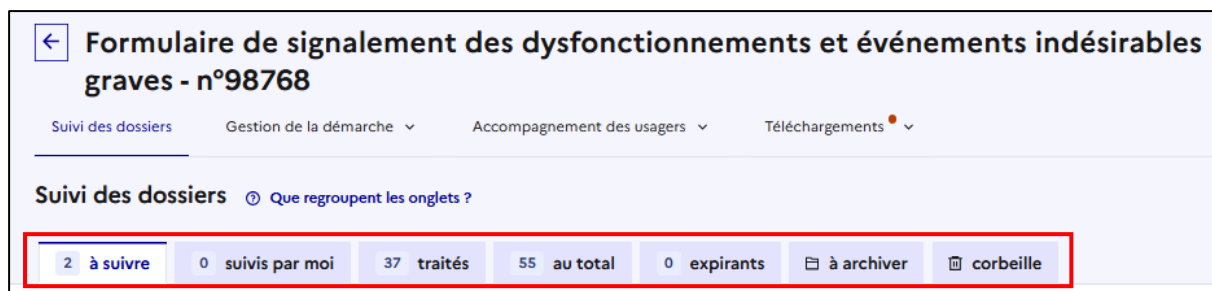 Formulaire de signalement des dysfonctionnements et événements indésirables
graves - n°98768
Suivi des dossiers Gestion de la démarche Accompagnement des usagers Téléchargements
Suivi des dossiers Que regroupent les onglets ?
2 à suivre 0 suivis par moi 37 traités 55 au total 0 expirants à archiver corbeille